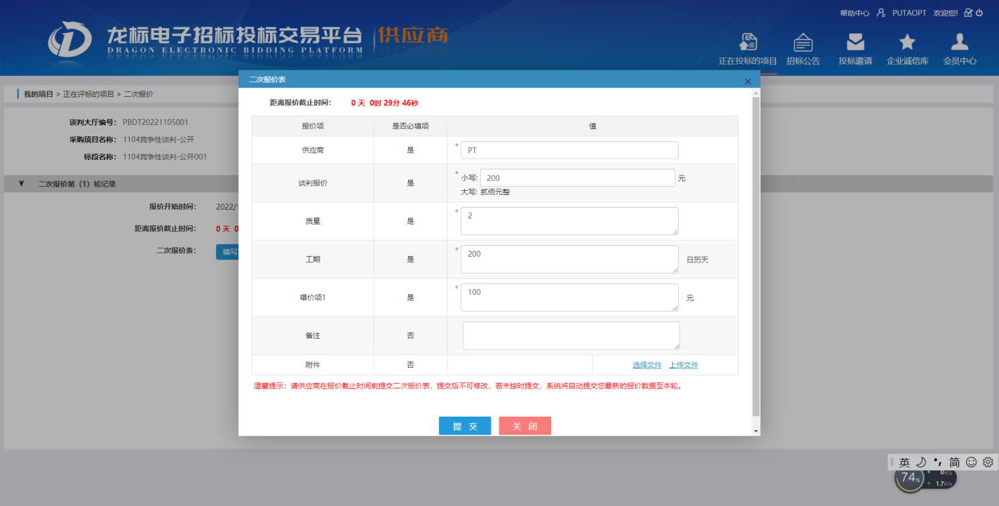 帮助中心 PUTAOPT 欢迎您!
龙标电子招标投标交易平台 供应商
DRAGON ELECTRONIC BIDDING PLATFORM
正在投标的项目 招标公告 投标邀请 企业诚信库 会员中心
我的项目 > 正在评标的项目 > 二次报价
谈判大厅编号: PBDT20221105001
采购项目名称: 1104竞争性谈判-公开
标段名称: 1104竞争性谈判-公开001
▼ 二次报价第（1）轮记录
报价开始时间: 2022/1
距离报价截止时间: 0 天 0
二次报价表: 填写
二次报价表 ×
距离报价截止时间: 0 天 0时 29分 46秒
报价项 是否必填项 值
供应商 是 * PT
谈判报价 是 * 小写: 200 元
大写: 贰佰元整
质量 是 * 2
工期 是 * 200 日历天
唱价项1 是 * 100 元
备注 否
附件 否 选择文件 上传文件
温馨提示：请供应商在报价截止时间前提交二次报价表，提交后不可修改，若未按时提交，系统将自动提交您最新的报价数据至本轮。
提 交 关 闭
英 简
74% + 0K/s
+ 1.7K/s